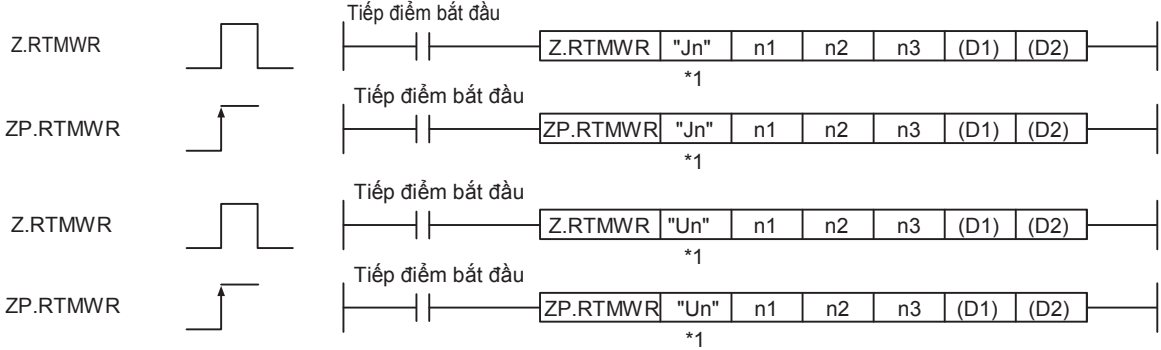 Tiếp điểm bắt đầu
Z.RTMWR Z.RTMWR "Jn" n1 n2 n3 (D1) (D2)
*1
Tiếp điểm bắt đầu
ZP.RTMWR ZP.RTMWR "Jn" n1 n2 n3 (D1) (D2)
*1
Tiếp điểm bắt đầu
Z.RTMWR Z.RTMWR "Un" n1 n2 n3 (D1) (D2)
*1
Tiếp điểm bắt đầu
ZP.RTMWR ZP.RTMWR "Un" n1 n2 n3 (D1) (D2)
*1